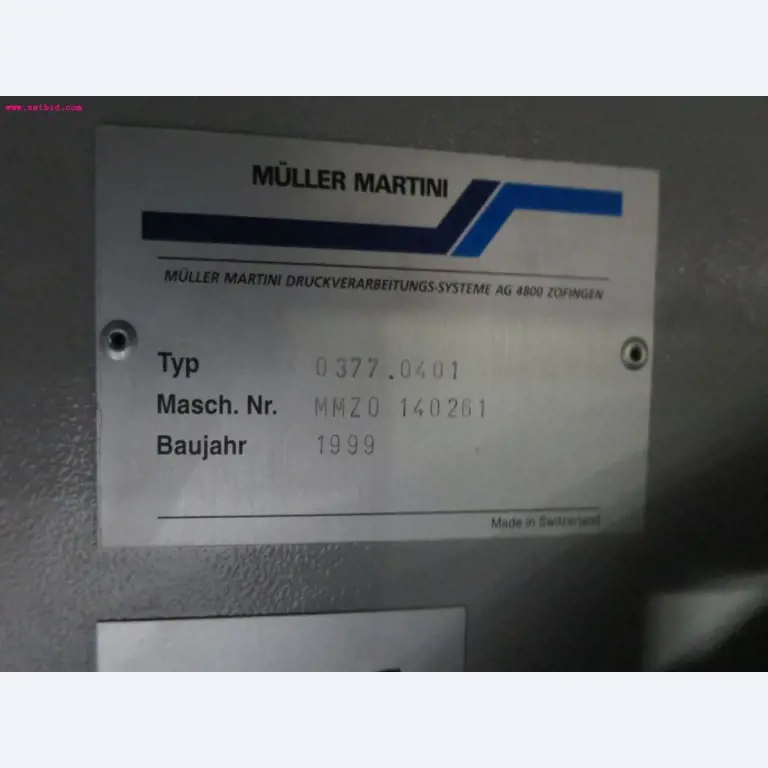 www.netbid.com
MÜLLER MARTINI
MÜLLER MARTINI DRUCKVERARBEITUNGS-SYSTEME AG 4800 ZOFINGEN
Typ 0377.0401
Masch. Nr. MMZO 140261
Baujahr 1999
Made in Switzerland